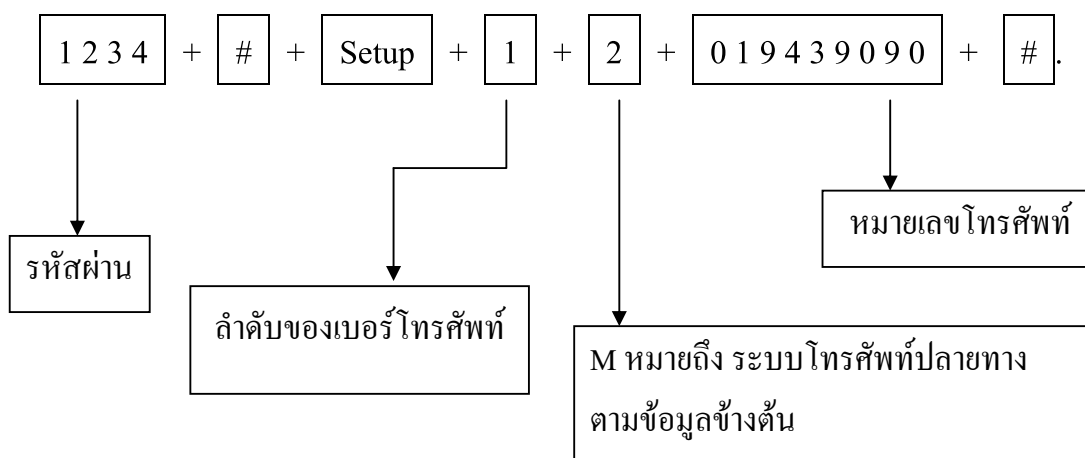 1 2 3 4 + # + Setup + 1 + 2 + 0 1 9 4 3 9 0 9 0 + #.
หมายเลขโทรศัพท์
รหัสผ่าน
ลำดับของเบอร์โทรศัพท์
M หมายถึง ระบบโทรศัพท์ปลายทาง
ตามข้อมูลข้างต้น